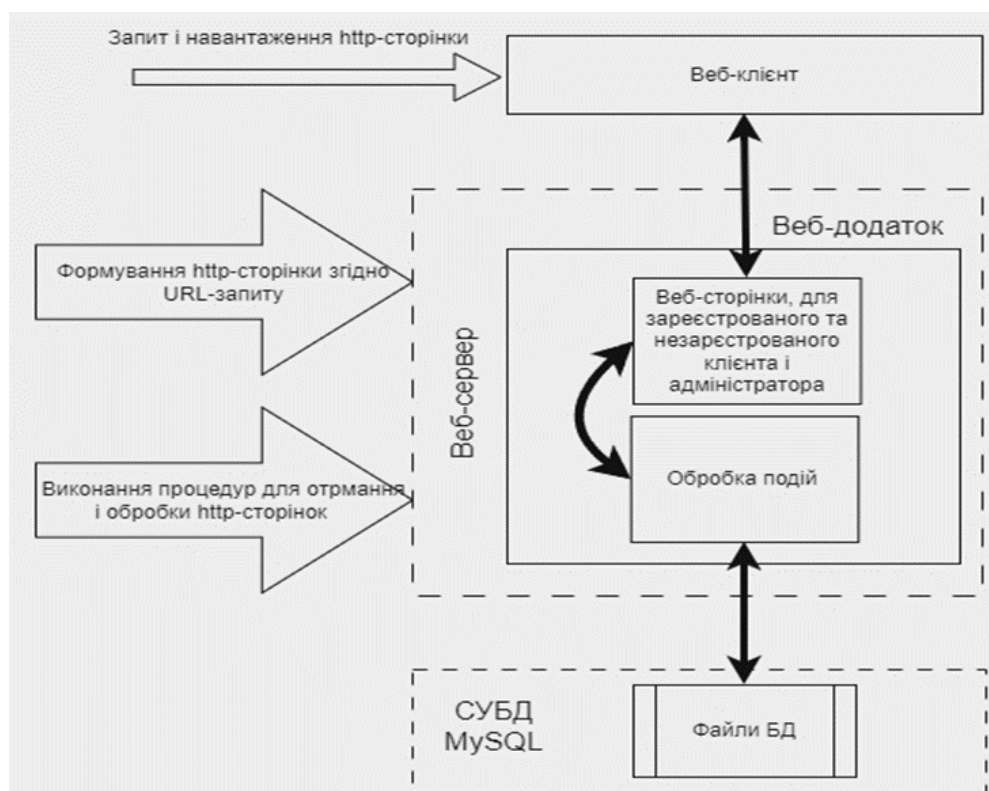 Запит і навантаження http-сторінки
Веб-клієнт
Веб-додаток
Формування http-сторінки згідно
URL-запиту
Веб-сторінки, для
зареєстрованого та
незарєстрованого
клієнта і
адміністратора
Веб-сервер
Обробка подій
Виконання процедур для отрмання
і обробки http-сторінок
СУБД
MySQL
Файли БД